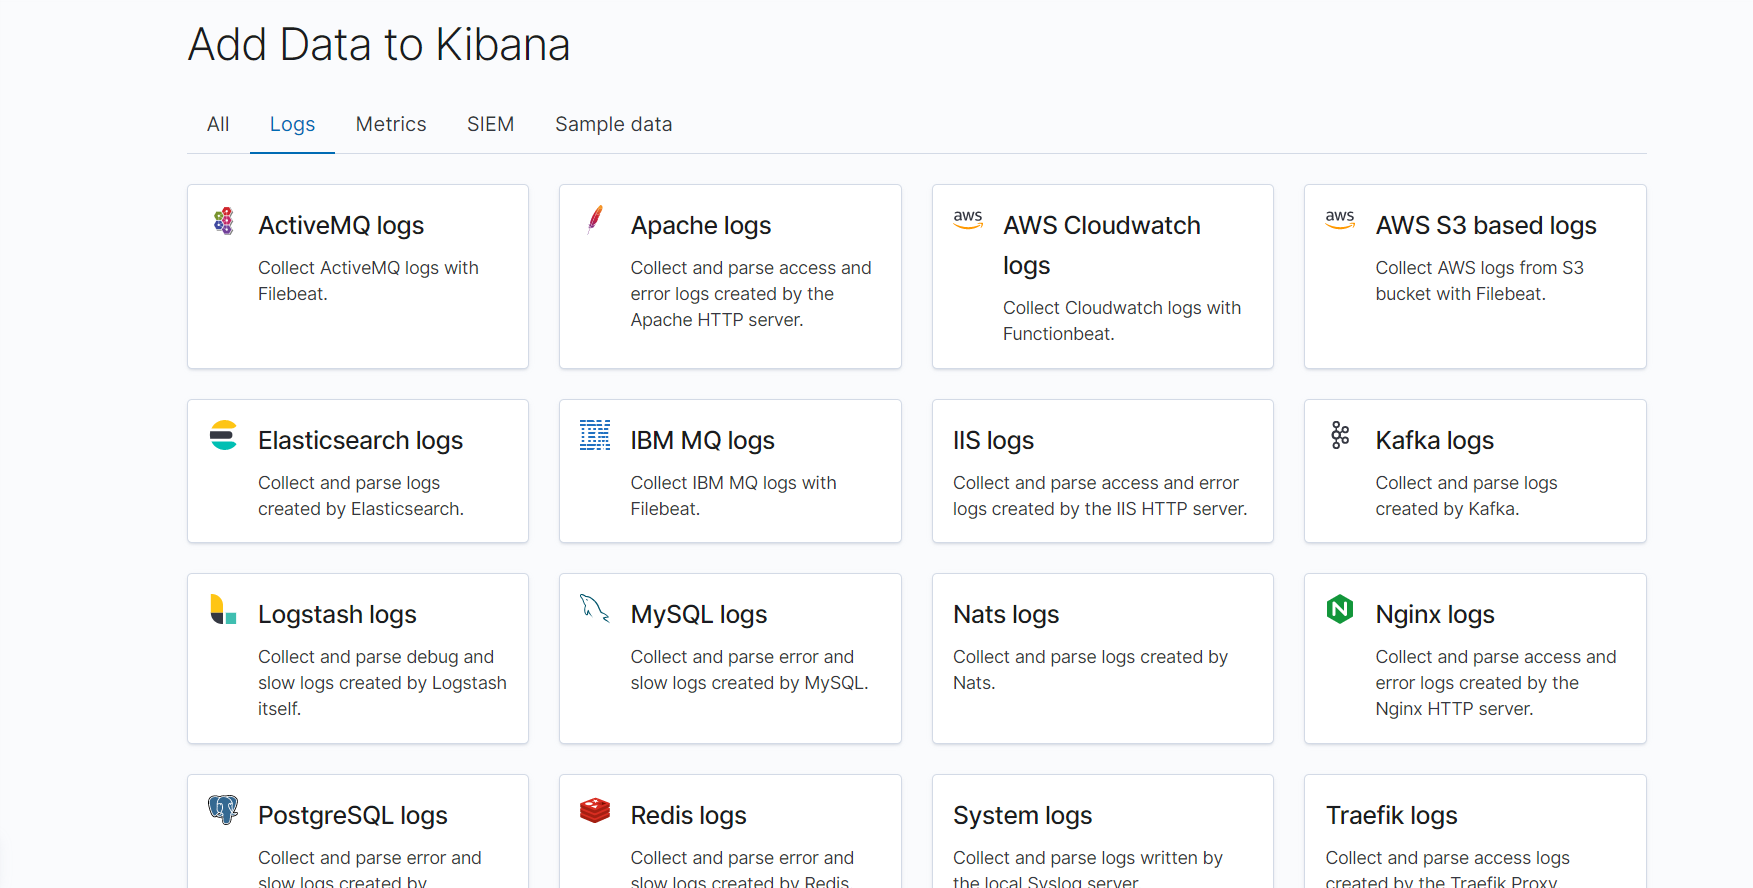 Add Data to Kibana
All Logs Metrics SIEM Sample data
ActiveMQ logs
Collect ActiveMQ logs with
Filebeat.
Apache logs
Collect and parse access and
error logs created by the
Apache HTTP server.
aws
AWS Cloudwatch
logs
Collect Cloudwatch logs with
Functionbeat.
aws
AWS S3 based logs
Collect AWS logs from S3
bucket with Filebeat.
Elasticsearch logs
Collect and parse logs
created by Elasticsearch.
IBM
IBM MQ logs
Collect IBM MQ logs with
Filebeat.
IIS logs
Collect and parse access and error
logs created by the IIS HTTP server.
Kafka logs
Collect and parse logs
created by Kafka.
Logstash logs
Collect and parse debug and
slow logs created by Logstash
itself.
MySQL logs
Collect and parse error and
slow logs created by MySQL.
Nats logs
Collect and parse logs created by
Nats.
N
Nginx logs
Collect and parse access and
error logs created by the
Nginx HTTP server.
PostgreSQL logs
Collect and parse error and
slow logs created by
Redis logs
Collect and parse error and
slow logs created by Redis.
System logs
Collect and parse logs written by
the local Syslog server.
Traefik logs
Collect and parse access logs
created by the Traefik Proxy.